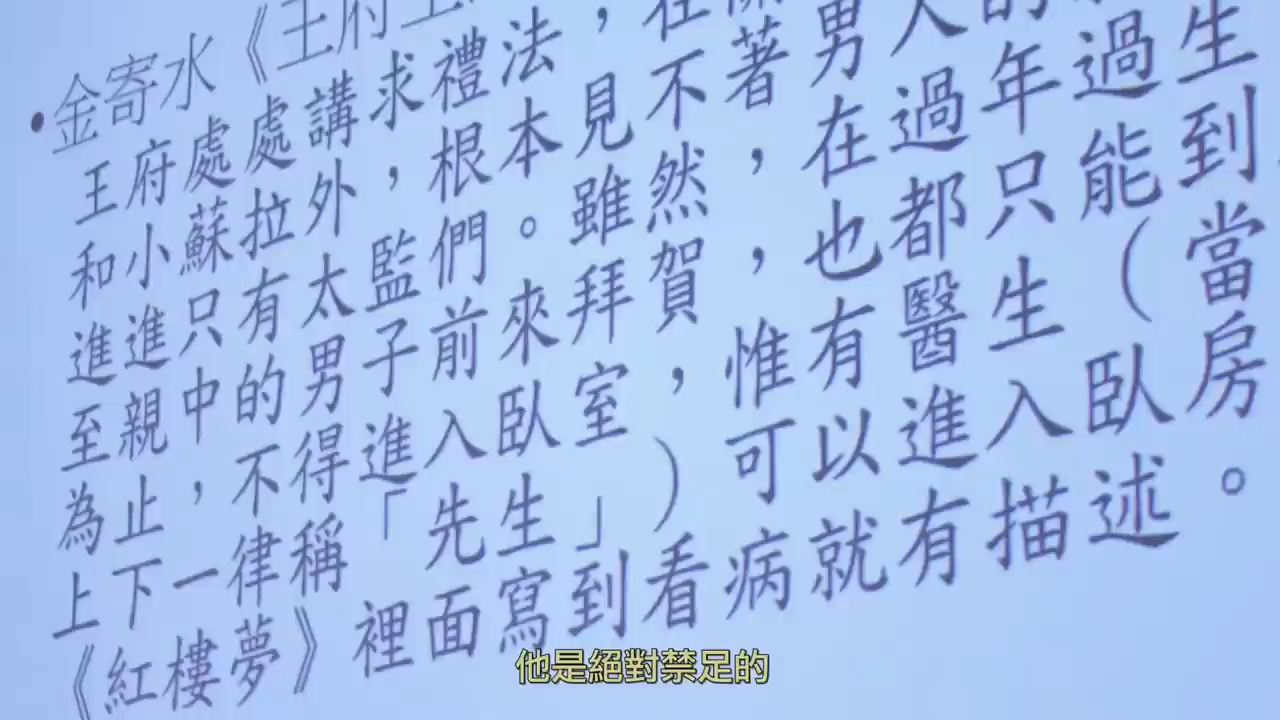 •金寄水《王府
王府處處講求禮法，在
和小蘇拉外，根本見不著男人的
進進只有太監們。雖然，在過年過生
至親中的男子前來拜賀，也都只能到
為止，不得進入臥室，惟有醫生（當
上下一律稱「先生」）可以進入臥房。
《紅樓夢》裡面寫到看病就有描述。
他是絕對禁足的